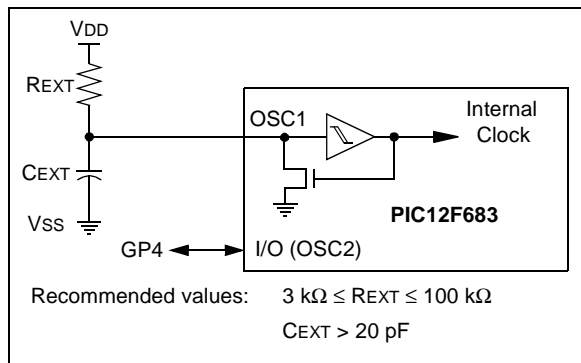 VDD
REXT
OSC1
Internal
Clock
CEXT
PIC12F683
VSS
GP4
I/O (OSC2)
Recommended values: 3 kΩ ≤ REXT ≤ 100 kΩ
CEXT > 20 pF